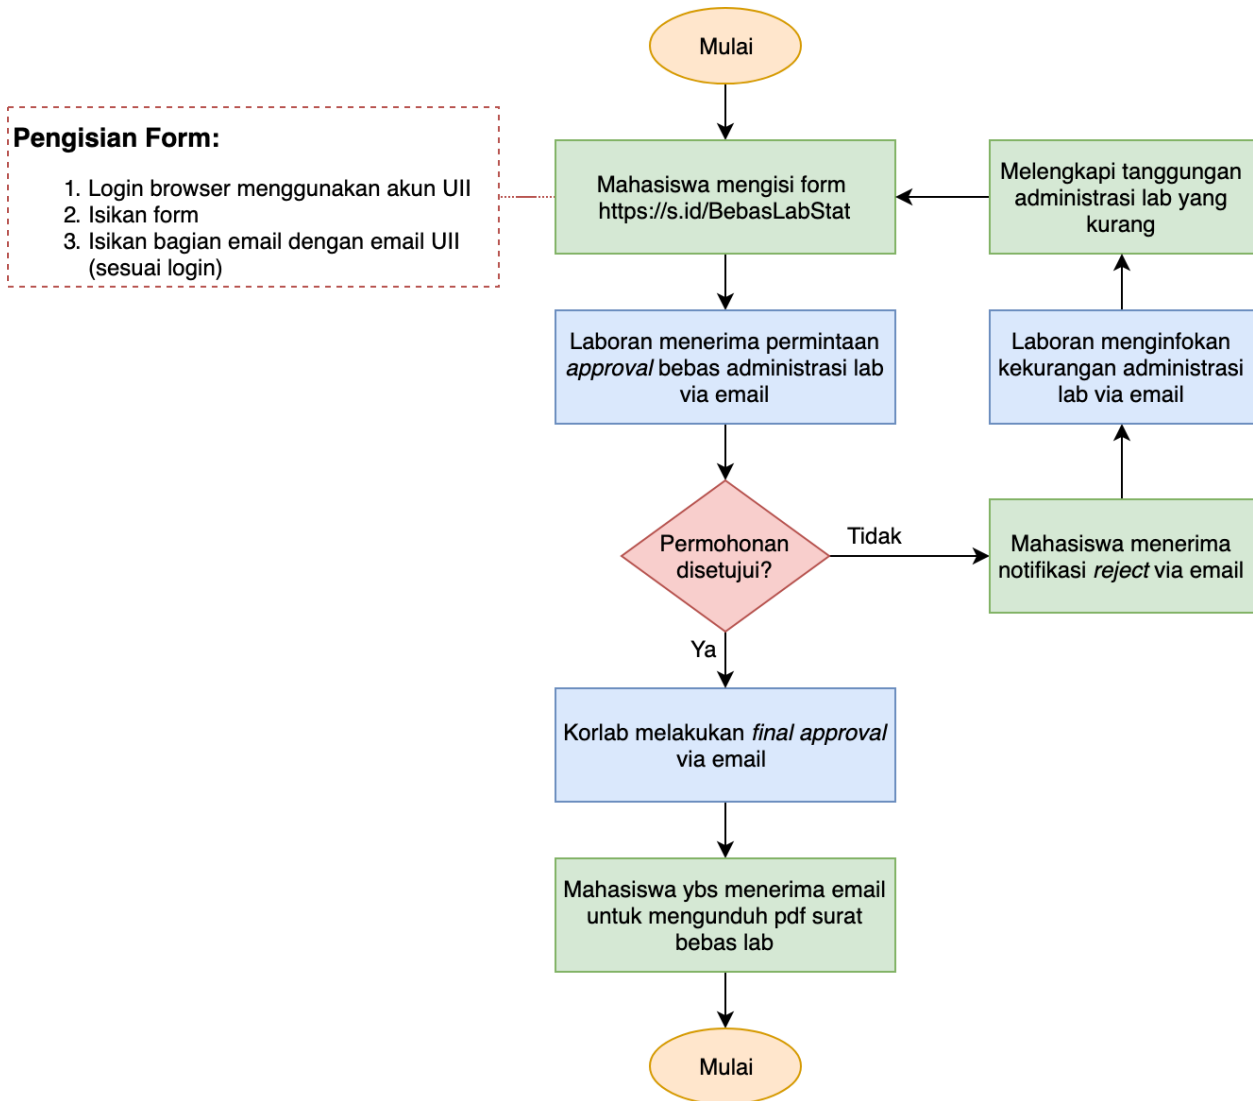 Mulai
Pengisian Form:
1. Login browser menggunakan akun UII
2. Isikan form
3. Isikan bagian email dengan email UII
(sesuai login)
Mahasiswa mengisi form
https://s.id/BebasLabStat
Melengkapi tanggungan
administrasi lab yang
kurang
Laboran menerima permintaan
approval bebas administrasi lab
via email
Laboran menginfokan
kekurangan administrasi
lab via email
Permohonan
disetujui?
Tidak
Mahasiswa menerima
notifikasi reject via email
Ya
Korlab melakukan final approval
via email
Mahasiswa ybs menerima email
untuk mengunduh pdf surat
bebas lab
Mulai